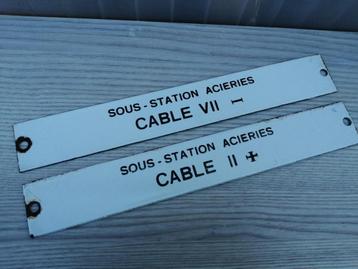 SOUS-STATION ACIERIES
CABLE VII I
SOUS-STATION ACIERIES
CABLE II ✠